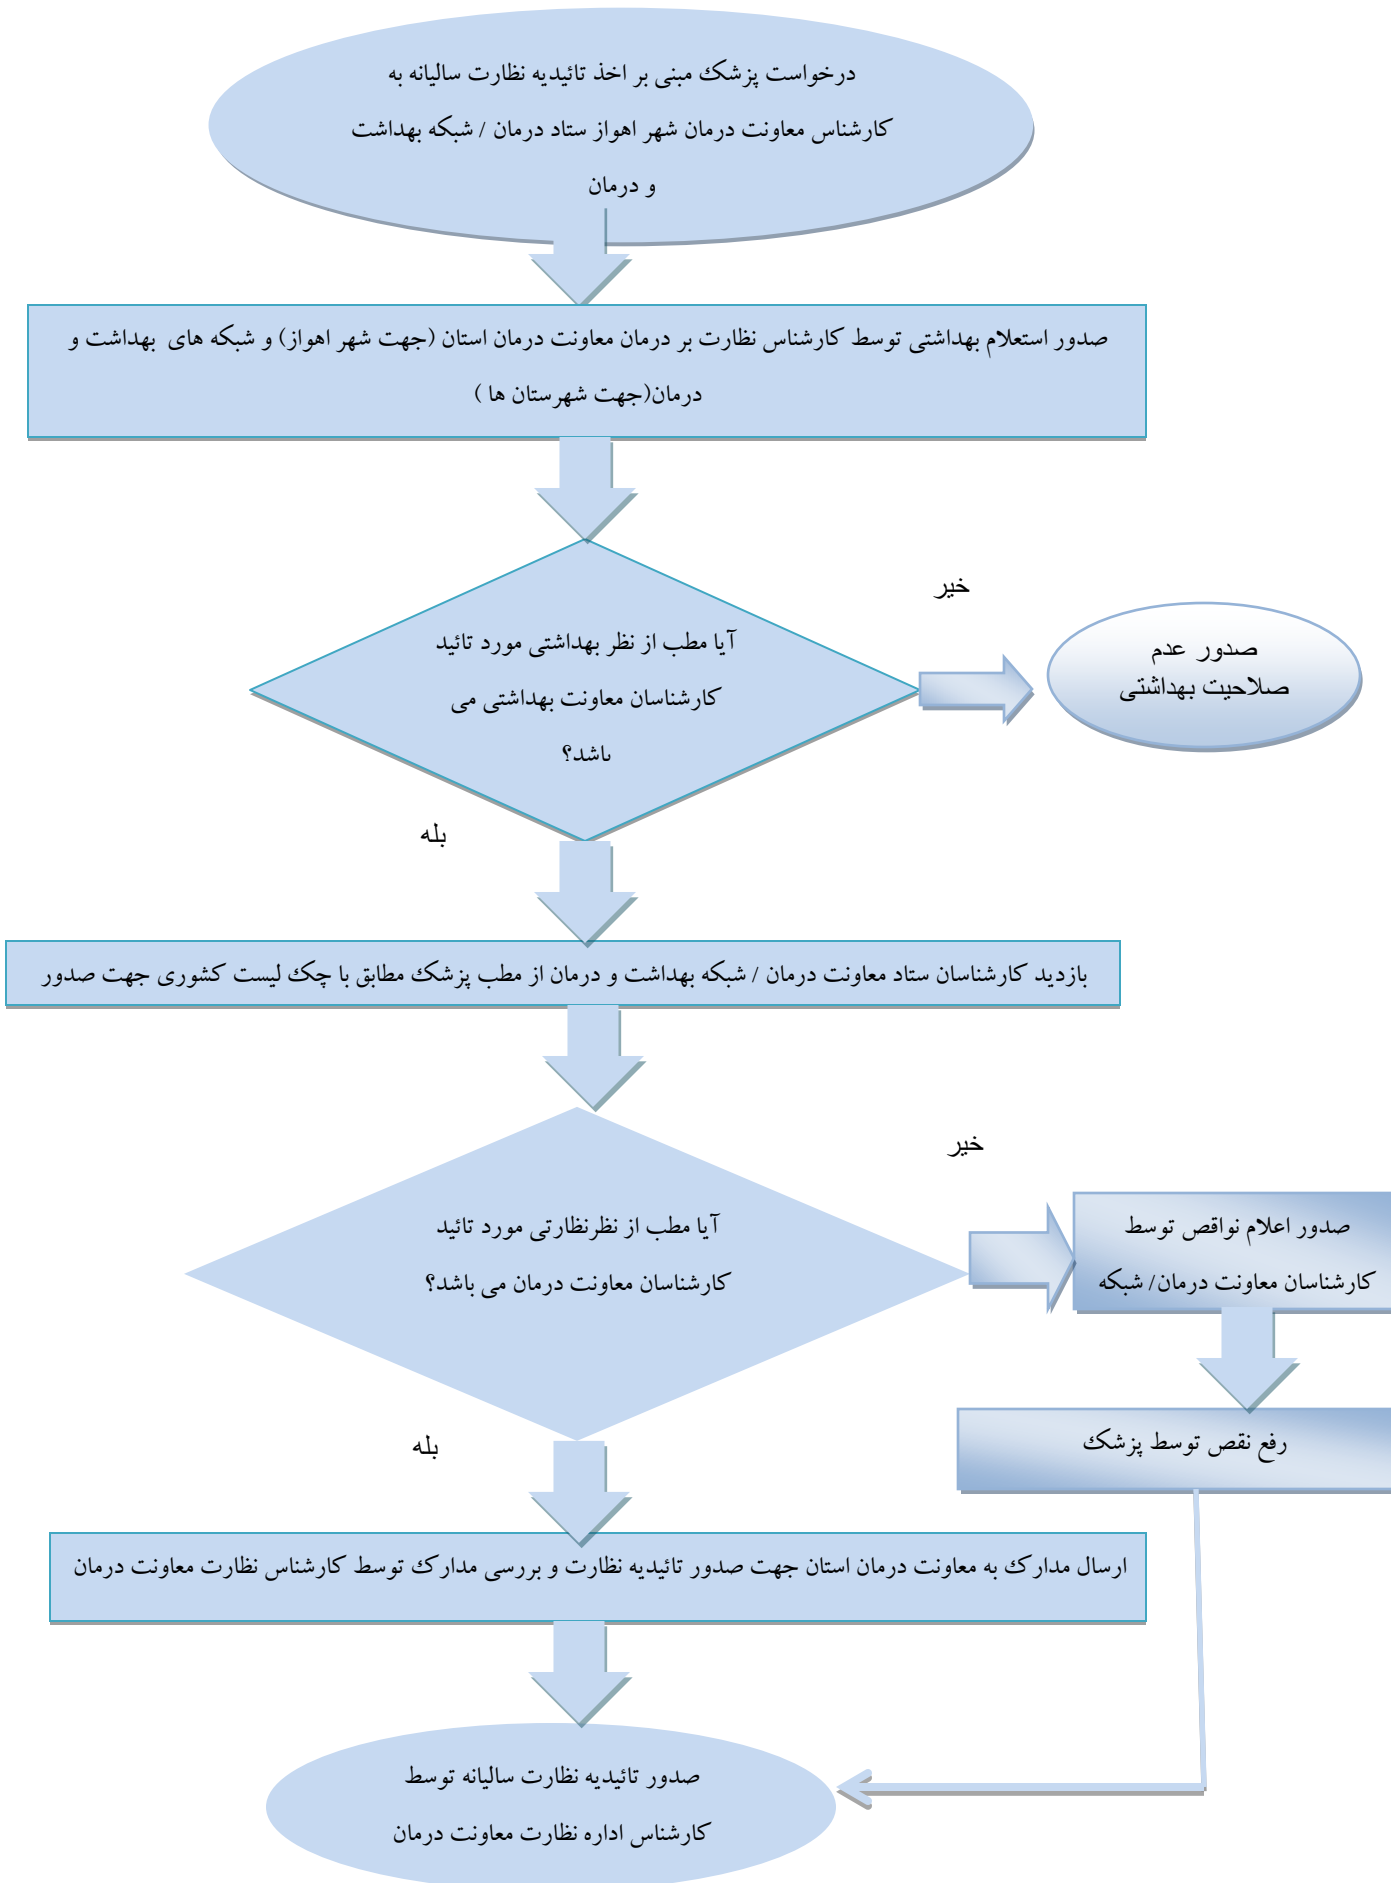 درخواست پزشک مبنی بر اخذ تائیدیه نظارت سالیانه به
کارشناس معاونت درمان شهر اهواز ستاد درمان / شبکه بهداشت
و درمان
صدور استعلام بهداشتی توسط کارشناس نظارت بر درمان معاونت درمان استان (جهت شهر اهواز) و شبکه های بهداشت و
درمان(جهت شهرستان ها )
خیر
آیا مطب از نظر بهداشتی مورد تائید
کارشناسان معاونت بهداشتی می
باشد؟
صدور عدم
صلاحیت بهداشتی
بله
بازدید کارشناسان ستاد معاونت درمان / شبکه بهداشت و درمان از مطب پزشک مطابق با چک لیست کشوری جهت صدور
خیر
آیا مطب از نظرنظارتی مورد تائید
کارشناسان معاونت درمان می باشد؟
صدور اعلام نواقص توسط
کارشناسان معاونت درمان/ شبکه
رفع نقص توسط پزشک
بله
ارسال مدارک به معاونت درمان استان جهت صدور تائیدیه نظارت و بررسی مدارک توسط کارشناس نظارت معاونت درمان
صدور تائیدیه نظارت سالیانه توسط
کارشناس اداره نظارت معاونت درمان